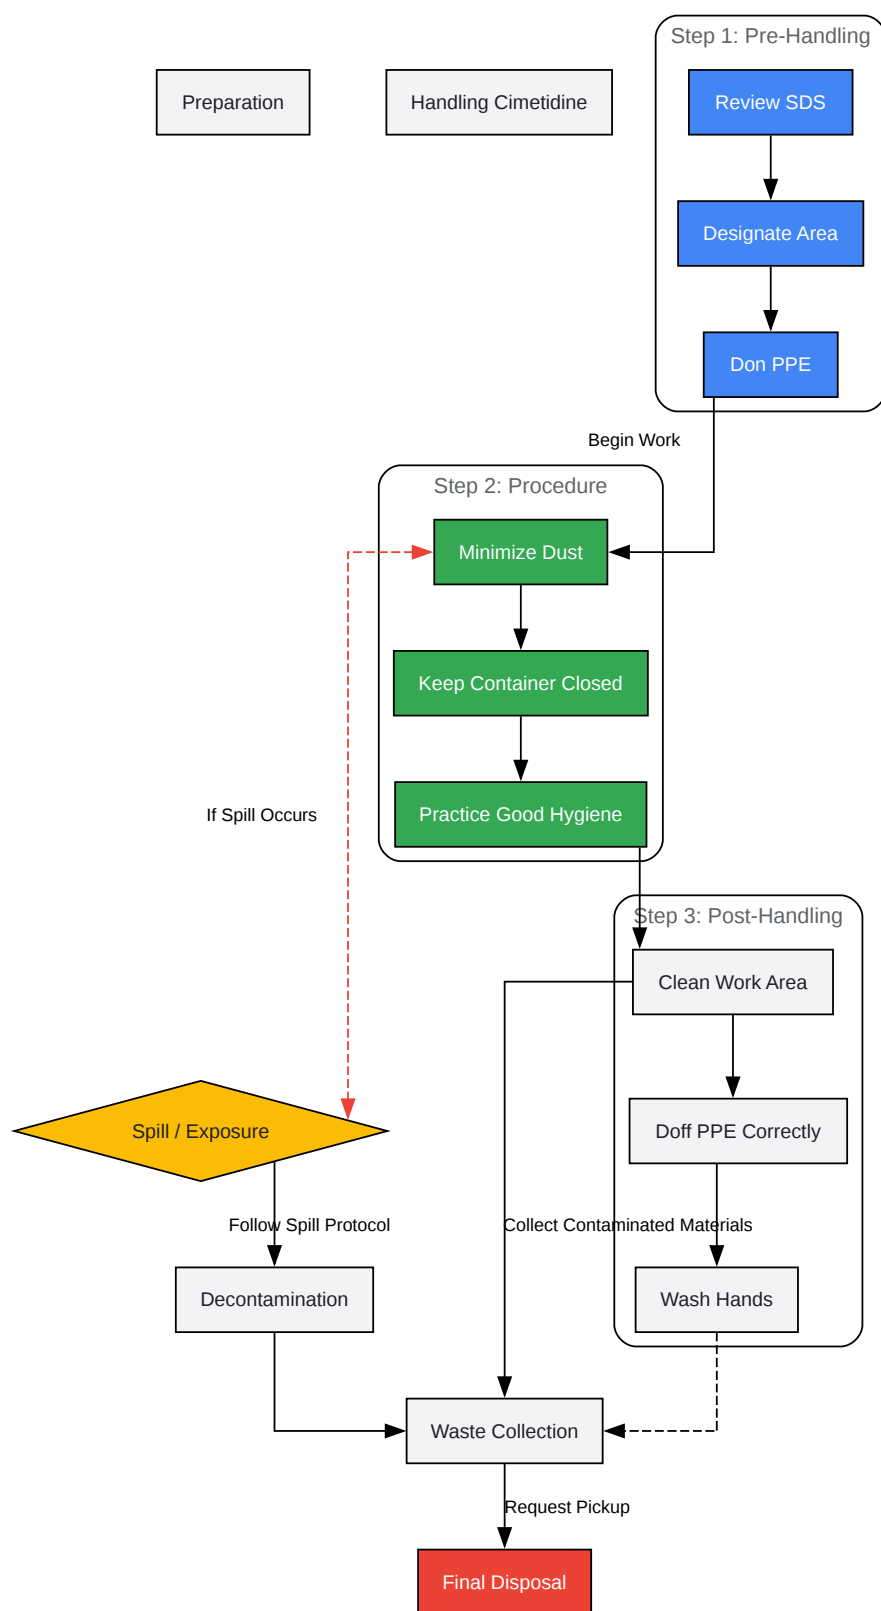 Step 1: Pre-Handling
Preparation
Handling Cimetidine
Review SDS
Designate Area
Don PPE
Begin Work
Step 2: Procedure
Minimize Dust
Keep Container Closed
If Spill Occurs
Practice Good Hygiene
Step 3: Post-Handling
Clean Work Area
Spill / Exposure
Doff PPE Correctly
Follow Spill Protocol
Collect Contaminated Materials
Decontamination
Wash Hands
Waste Collection
Request Pickup
Final Disposal